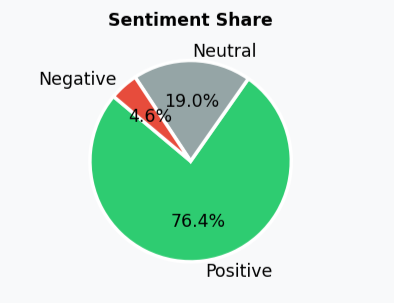 Sentiment Share
Neutral
Negative
19.0%
4.6%
76.4%
Positive